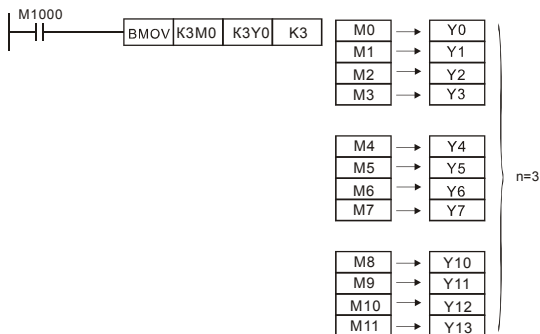 M1000
BMOV K3M0 K3Y0 K3
M0 → Y0
M1 → Y1
M2 → Y2
M3 → Y3
M4 → Y4
M5 → Y5
M6 → Y6
M7 → Y7
n=3
M8 → Y10
M9 → Y11
M10 → Y12
M11 → Y13